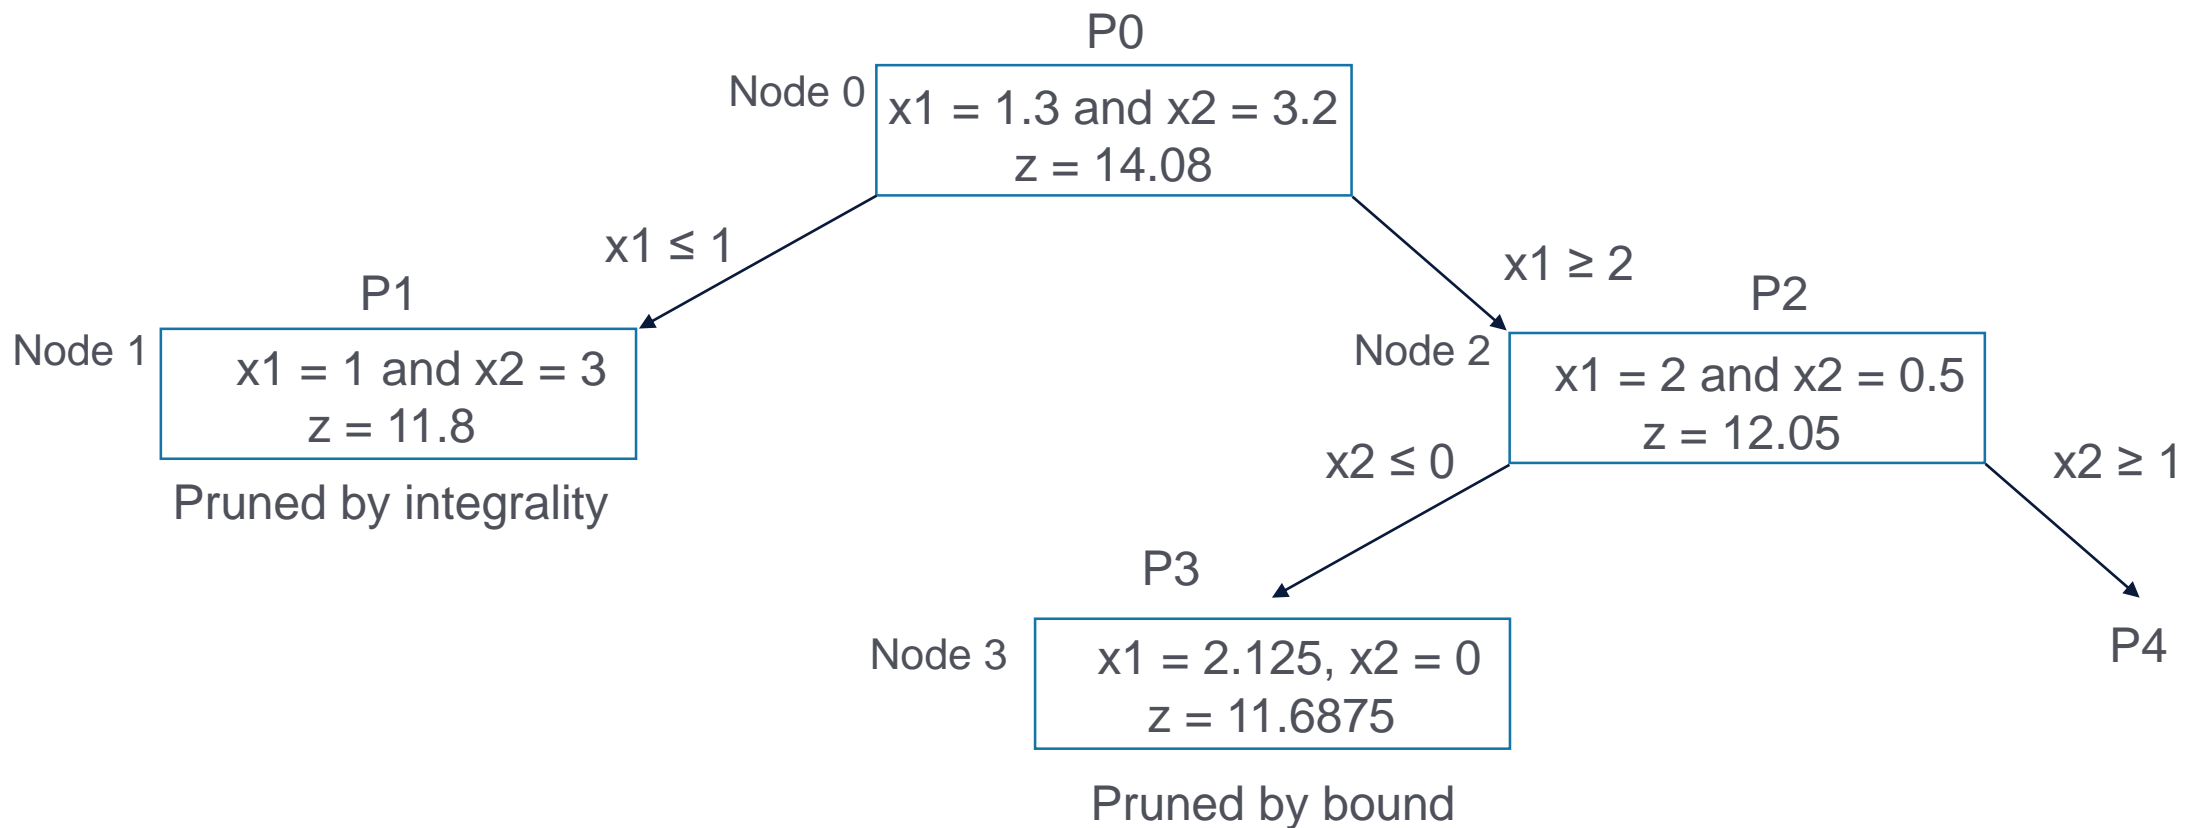 P0
Node 0
x1 = 1.3 and x2 = 3.2
z = 14.08
x1 ≤ 1
x1 ≥ 2
P1
Node 1
x1 = 1 and x2 = 3
z = 11.8
Pruned by integrality
P2
Node 2
x1 = 2 and x2 = 0.5
z = 12.05
x2 ≤ 0
x2 ≥ 1
P3
Node 3
x1 = 2.125, x2 = 0
z = 11.6875
Pruned by bound
P4